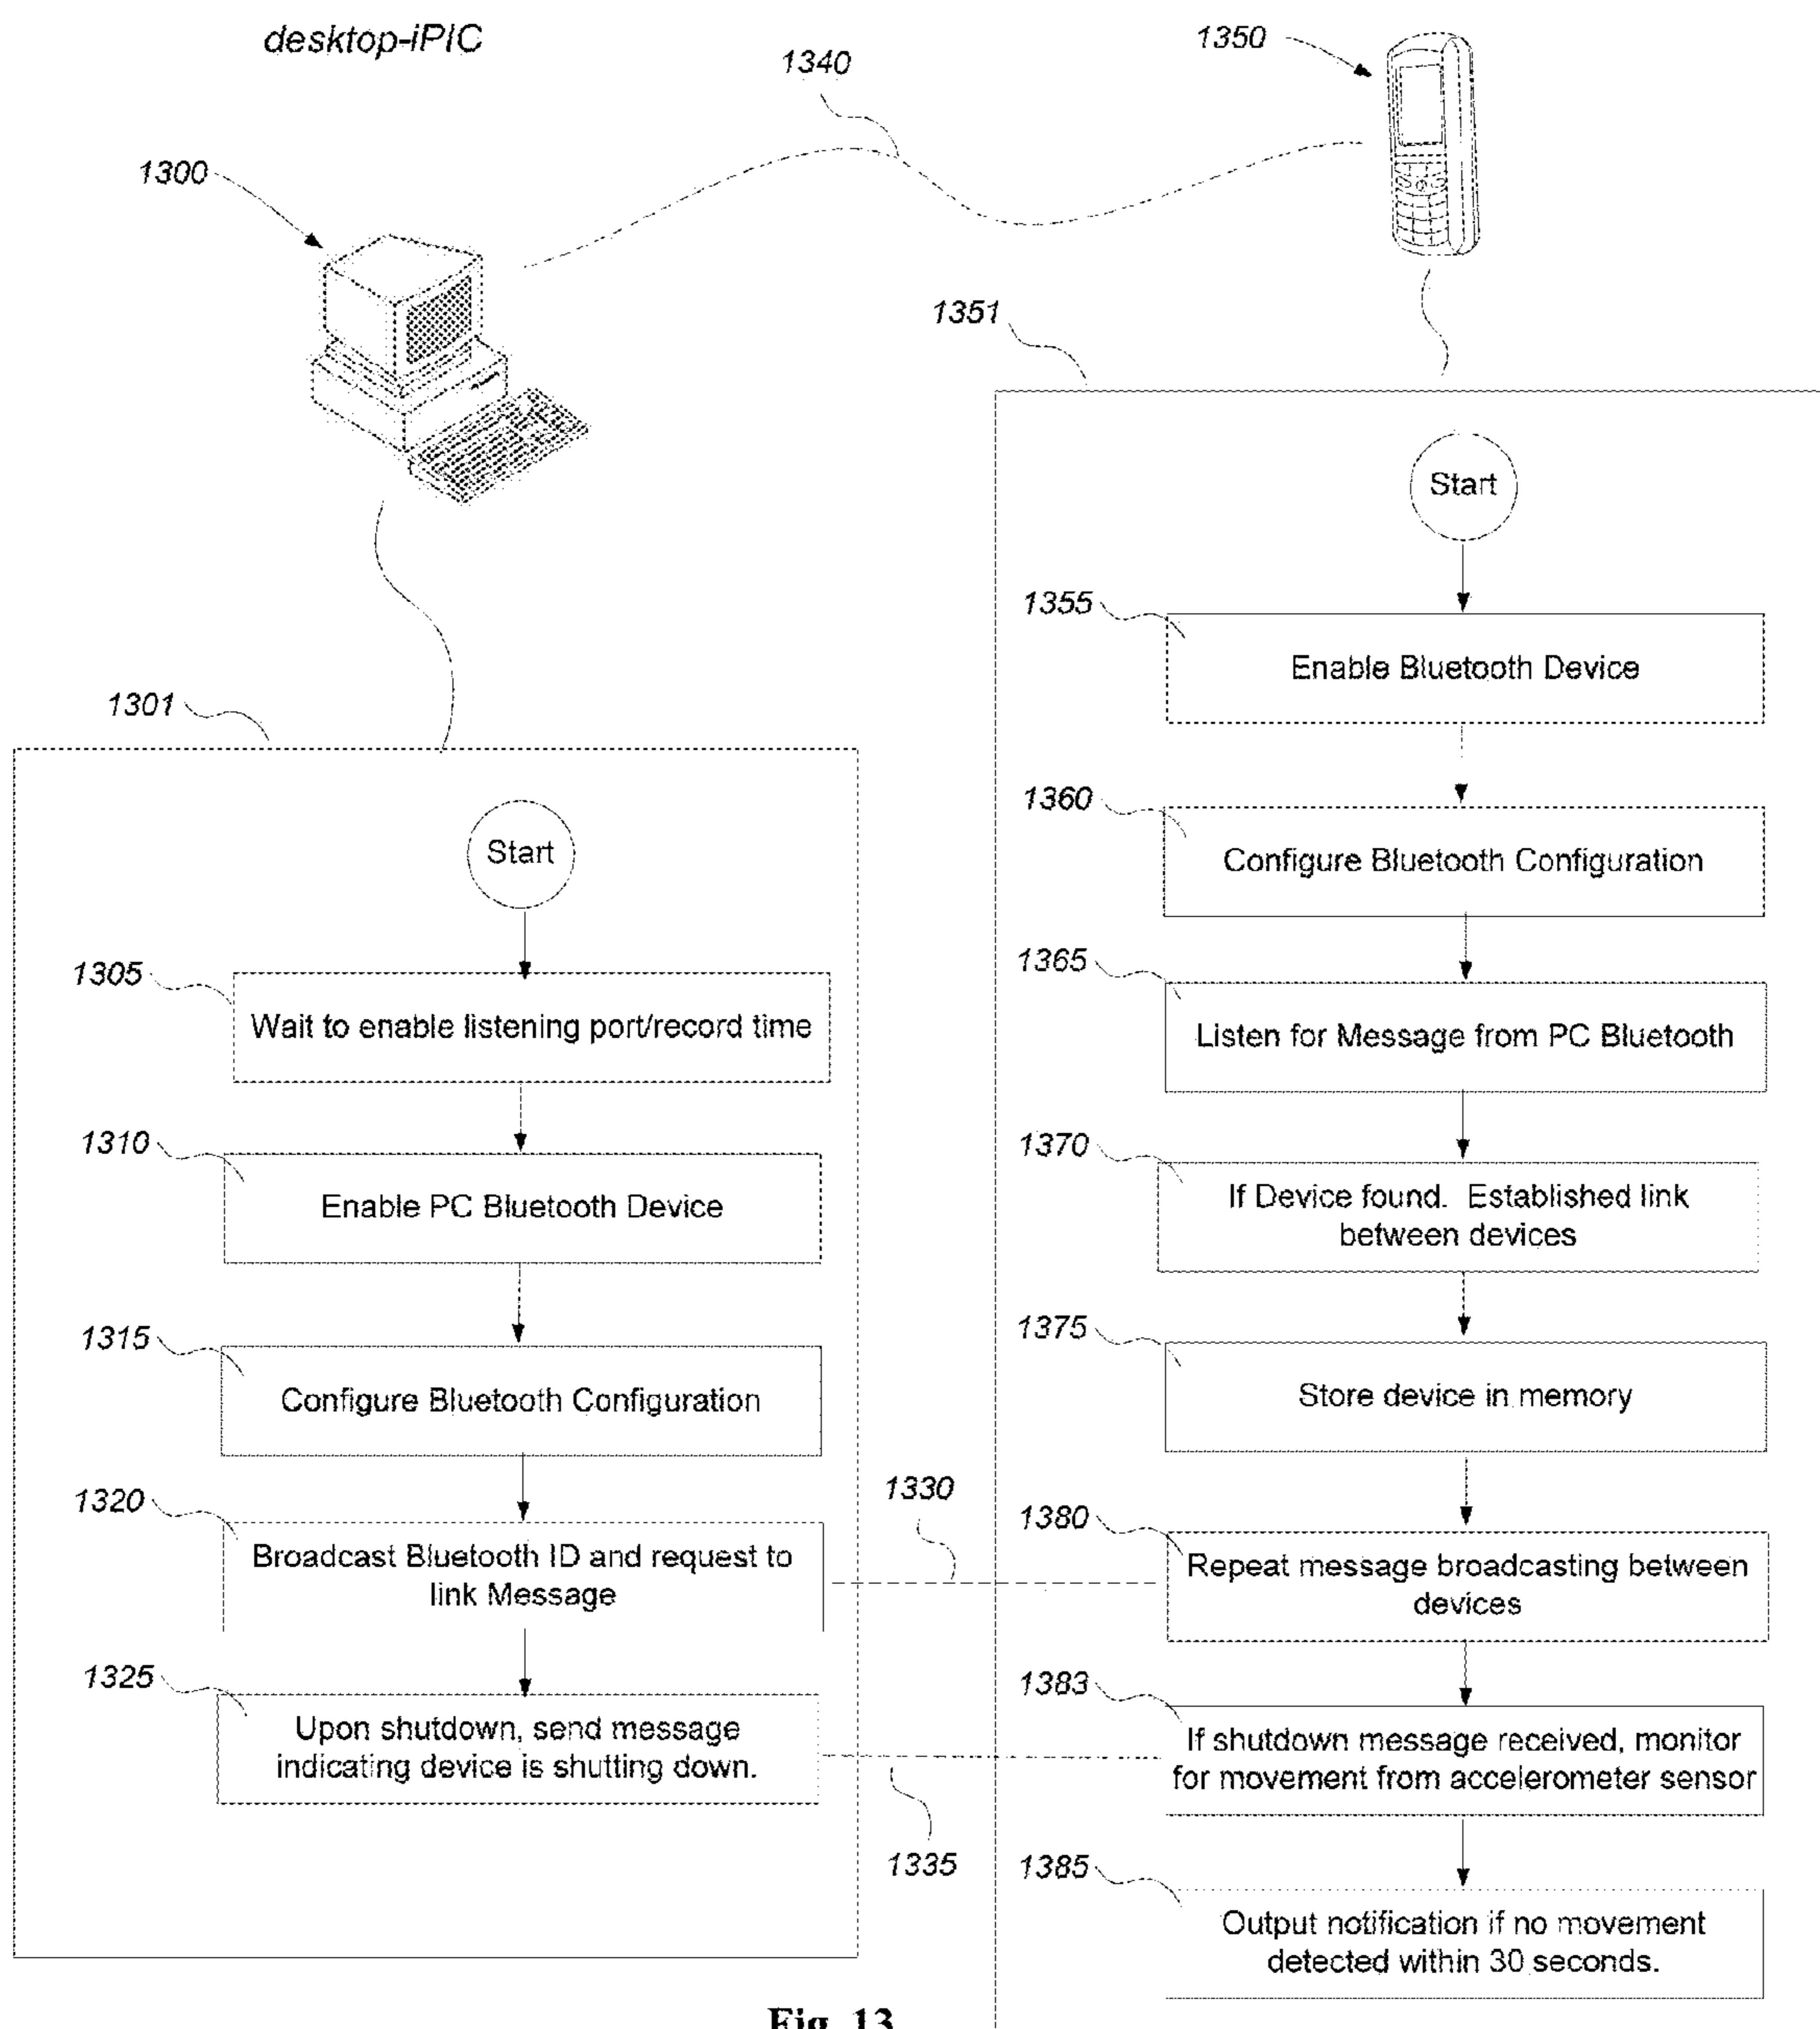 desktop-iPIC
1340
1350
1300
1351
Start
1355
Enable Bluetooth Device
1360
Configure Bluetooth Configuration
1365
Listen for Message from PC Bluetooth
1370
If Device found. Established link
between devices
1375
Store device in memory
1380
Repeat message broadcasting between
devices
1383
If shutdown message received, monitor
for movement from accelerometer sensor
1385
Output notification if no movement
detected within 30 seconds.
1301
Start
1305
Wait to enable listening port/record time
1310
Enable PC Bluetooth Device
1315
Configure Bluetooth Configuration
1320
Broadcast Bluetooth ID and request to
link Message
1325
Upon shutdown, send message
indicating device is shutting down.
1330
1335
Fig. 13